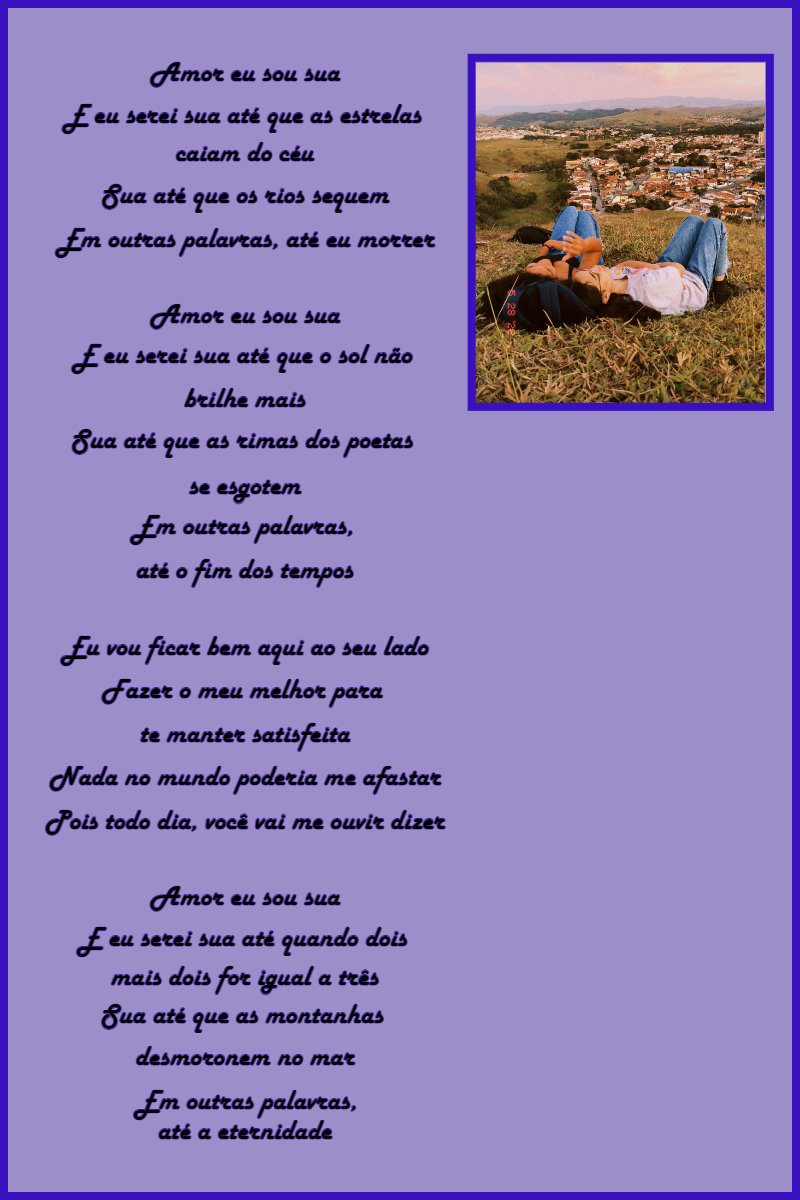 Amor eu sou sua
E eu serei sua até que as estrelas
caiam do céu
Sua até que os rios sequem
Em outras palavras, até eu morrer
Amor eu sou sua
E eu serei sua até que o sol não
brilhe mais
Sua até que as rimas dos poetas
se esgotem
Em outras palavras,
até o fim dos tempos
Eu vou ficar bem aqui ao seu lado
Fazer o meu melhor para
te manter satisfeita
Nada no mundo poderia me afastar
Pois todo dia, você vai me ouvir dizer
Amor eu sou sua
E eu serei sua até quando dois
mais dois for igual a três
Sua até que as montanhas
desmoronem no mar
Em outras palavras,
até a eternidade